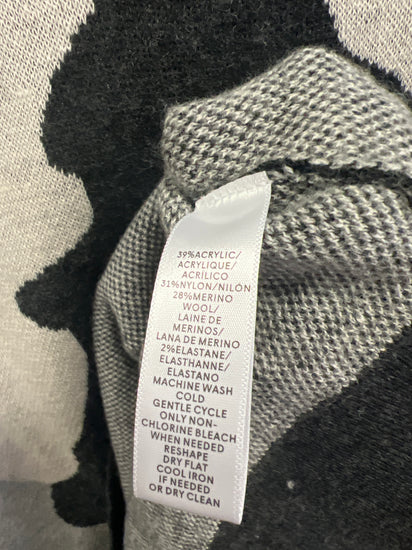 39%ACRYLIC/
ACRYLIQUE/
ACRÍLICO
31%NYLON/NILÓN
28%MERINO
WOOL/
LAINE DE
MERINOS/
LANA DE MERINO
2%ELASTANE/
ELASTHANNE/
ELASTANO
MACHINE WASH
COLD
GENTLE CYCLE
ONLY NON-
CHLORINE BLEACH
WHEN NEEDED
RESHAPE
DRY FLAT
COOL IRON
IF NEEDED
OR DRY CLEAN